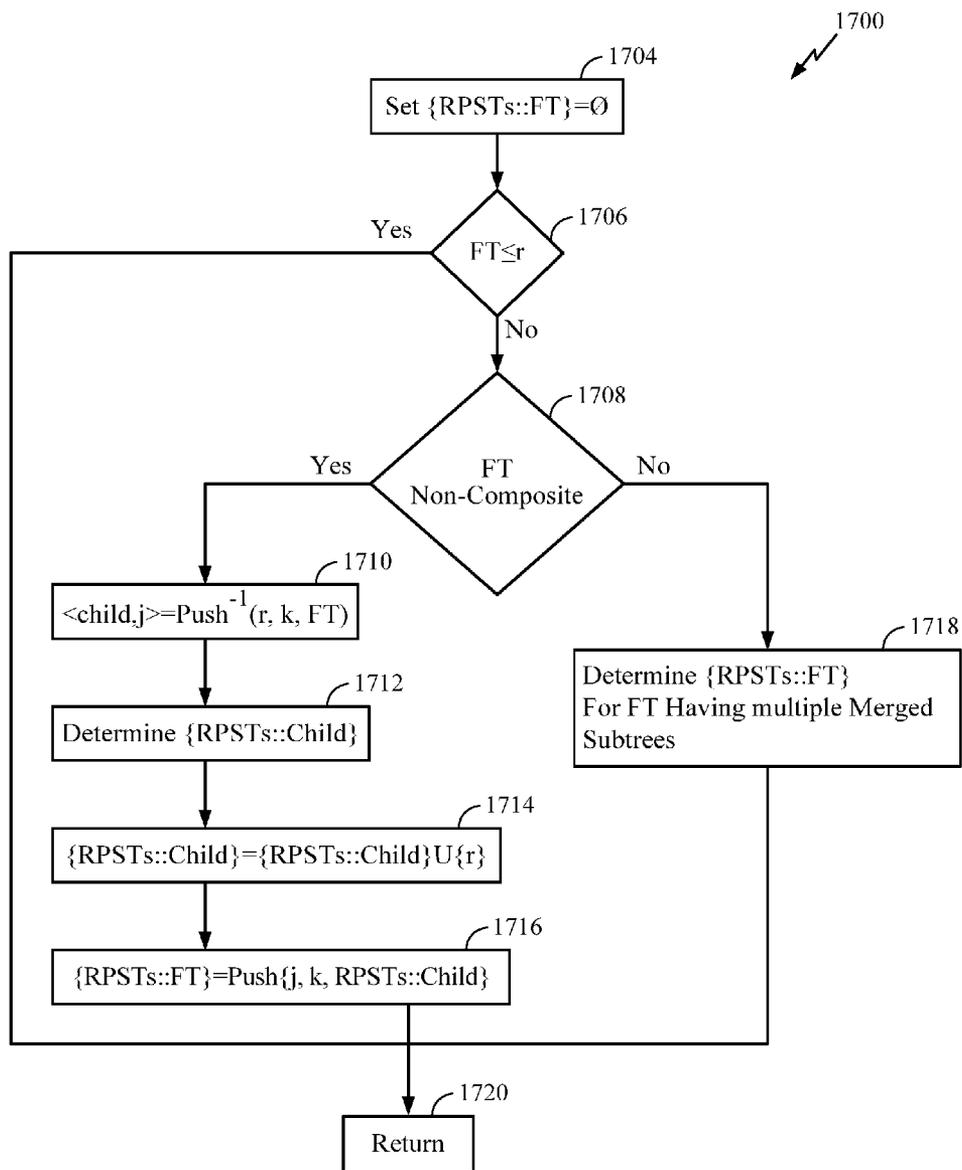 1700
1704
Set {RPSTs::FT}=Ø
1706
Yes
FT≤r
No
1708
Yes
FT
Non-Composite
No
1710
<child,j>=Push⁻¹(r, k, FT)
1712
Determine {RPSTs::Child}
1714
{RPSTs::Child}={RPSTs::Child}U{r}
1716
{RPSTs::FT}=Push{j, k, RPSTs::Child}
1718
Determine {RPSTs::FT}
For FT Having multiple Merged
Subtrees
1720
Return